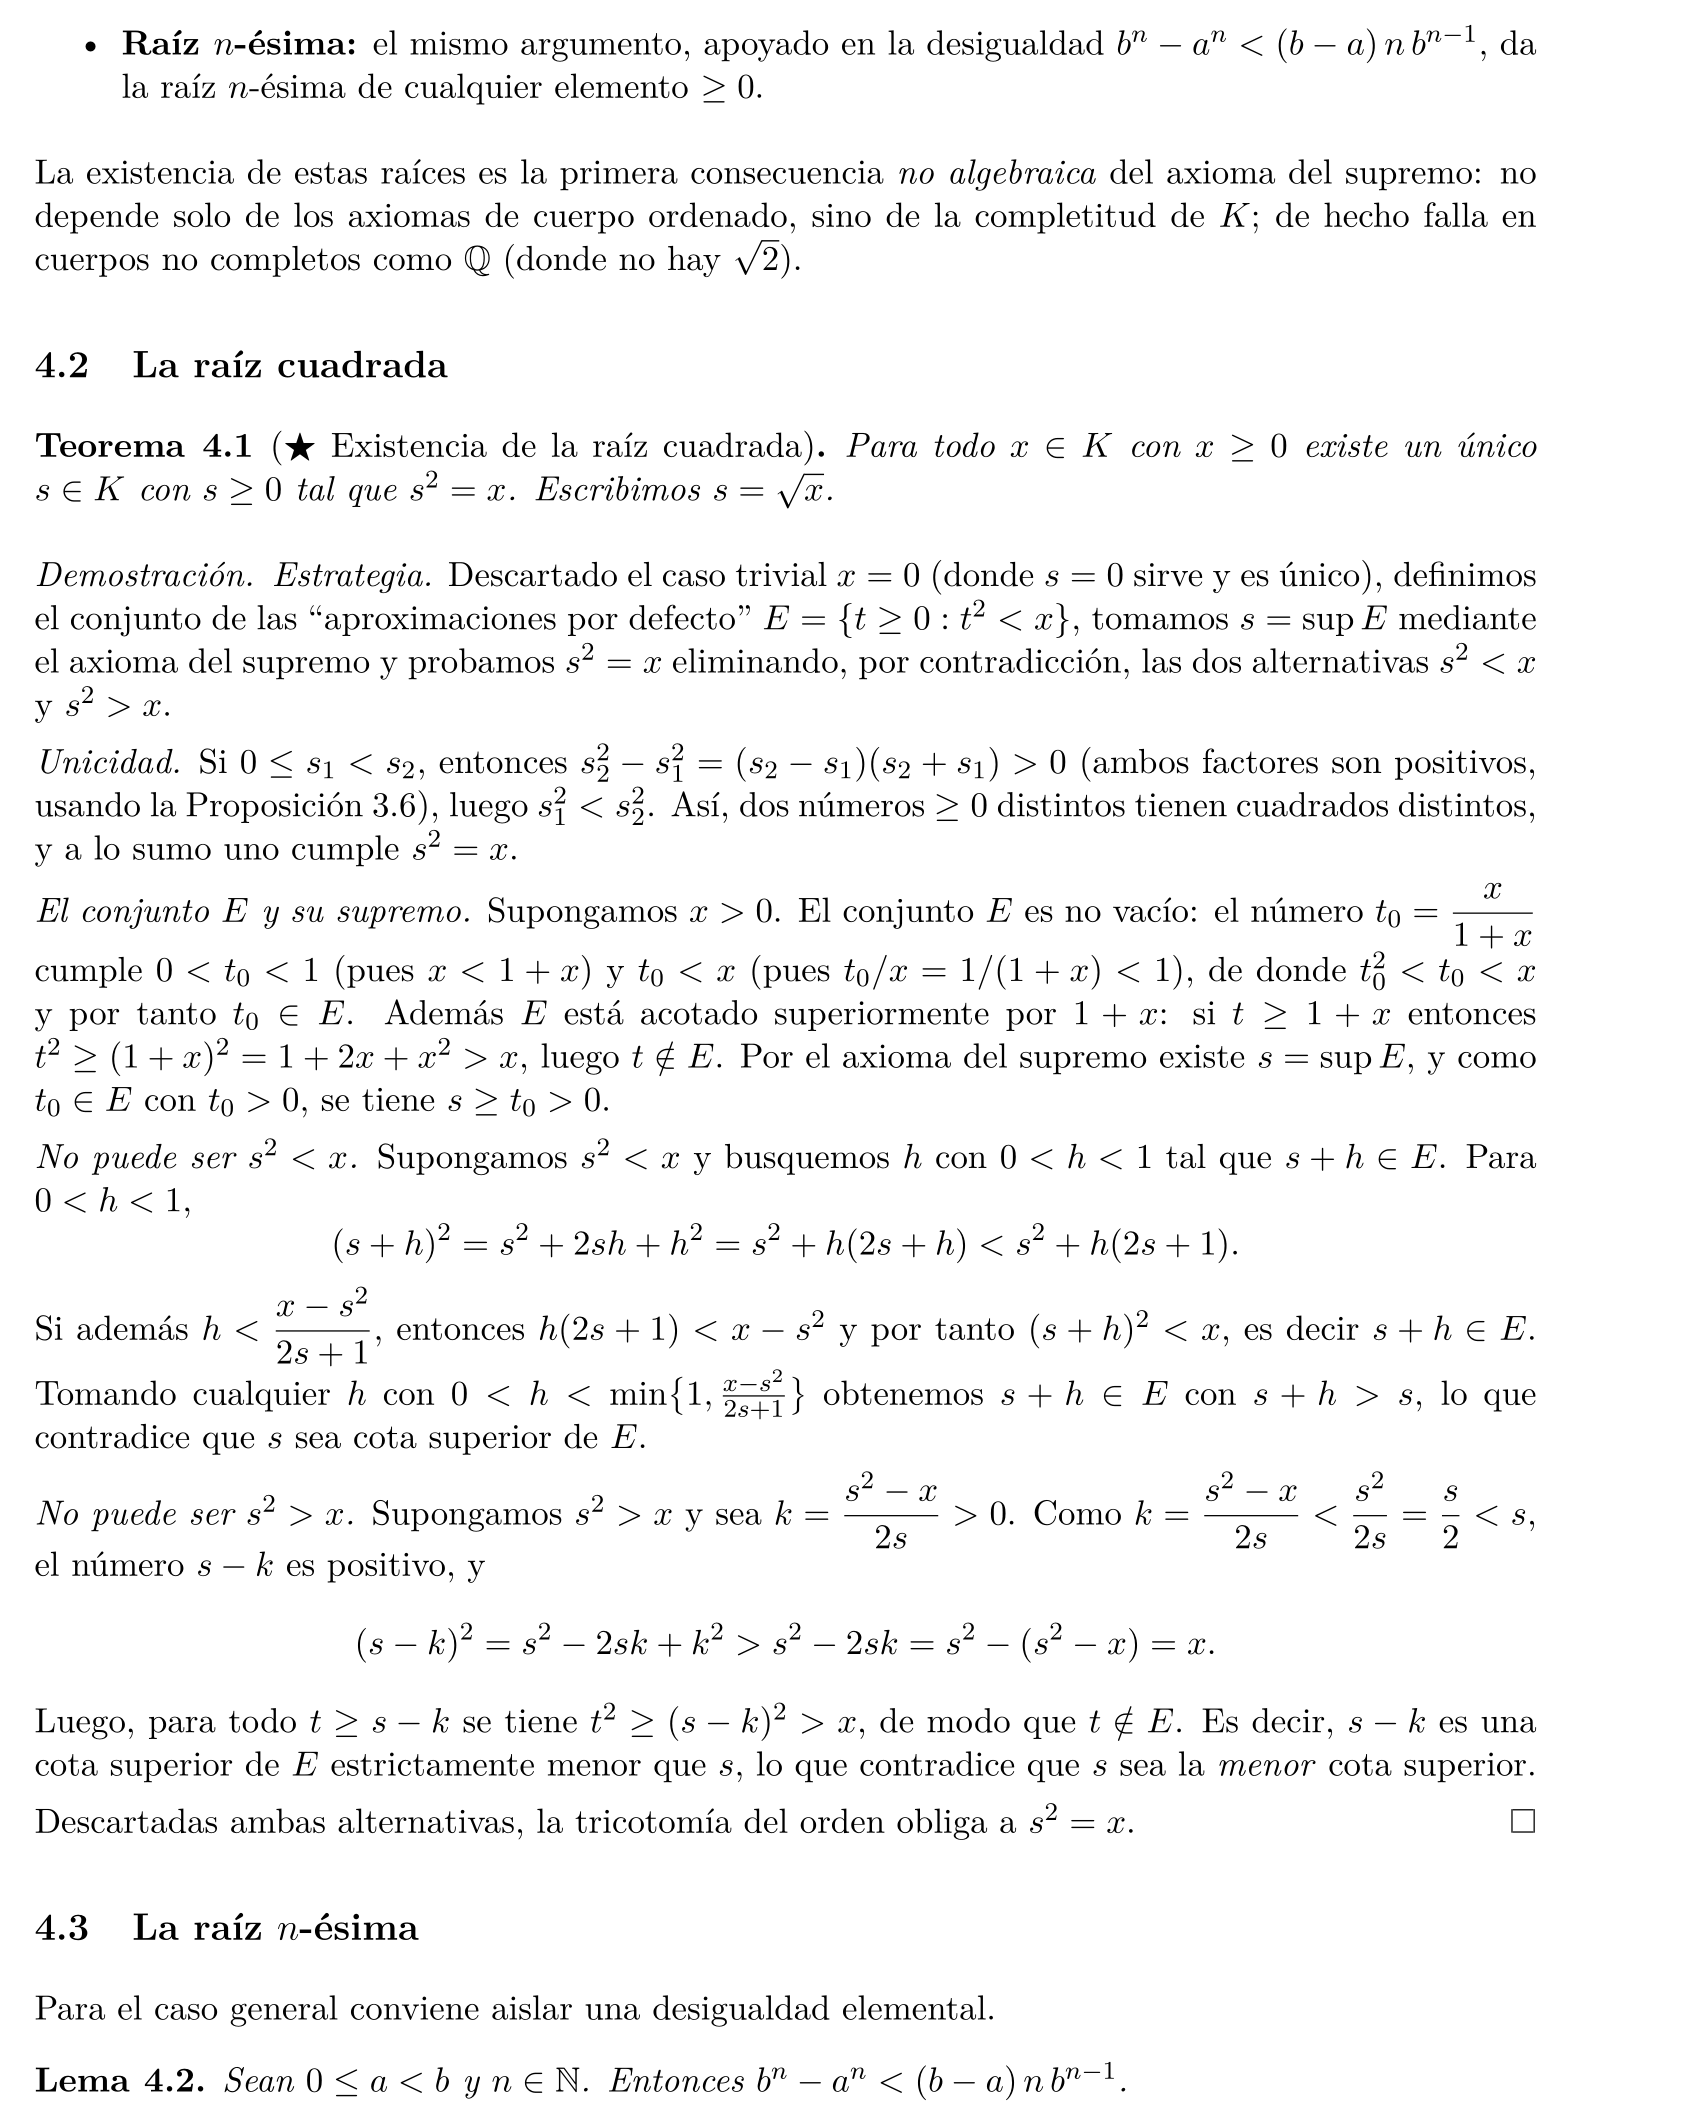 • Raíz n-ésima: el mismo argumento, apoyado en la desigualdad bⁿ − aⁿ < (b − a) n bⁿ⁻¹, da
la raíz n-ésima de cualquier elemento ≥ 0.
La existencia de estas raíces es la primera consecuencia no algebraica del axioma del supremo: no
depende solo de los axiomas de cuerpo ordenado, sino de la completitud de K; de hecho falla en
cuerpos no completos como ℚ (donde no hay √2).
4.2 La raíz cuadrada
Teorema 4.1 (★ Existencia de la raíz cuadrada). Para todo x ∈ K con x ≥ 0 existe un único
s ∈ K con s ≥ 0 tal que s² = x. Escribimos s = √x.
Demostración. Estrategia. Descartado el caso trivial x = 0 (donde s = 0 sirve y es único), definimos
el conjunto de las “aproximaciones por defecto” E = {t ≥ 0 : t² < x}, tomamos s = sup E mediante
el axioma del supremo y probamos s² = x eliminando, por contradicción, las dos alternativas s² < x
y s² > x.
Unicidad. Si 0 ≤ s₁ < s₂, entonces s₂² − s₁² = (s₂ − s₁)(s₂ + s₁) > 0 (ambos factores son positivos,
usando la Proposición 3.6), luego s₁² < s₂². Así, dos números ≥ 0 distintos tienen cuadrados distintos,
y a lo sumo uno cumple s² = x.
El conjunto E y su supremo. Supongamos x > 0. El conjunto E es no vacío: el número t₀ = x/(1 + x)
cumple 0 < t₀ < 1 (pues x < 1 + x) y t₀ < x (pues t₀/x = 1/(1 + x) < 1), de donde t₀² < t₀ < x
y por tanto t₀ ∈ E. Además E está acotado superiormente por 1 + x: si t ≥ 1 + x entonces
t² ≥ (1 + x)² = 1 + 2x + x² > x, luego t ∉ E. Por el axioma del supremo existe s = sup E, y como
t₀ ∈ E con t₀ > 0, se tiene s ≥ t₀ > 0.
No puede ser s² < x. Supongamos s² < x y busquemos h con 0 < h < 1 tal que s + h ∈ E. Para
0 < h < 1,
(s + h)² = s² + 2sh + h² = s² + h(2s + h) < s² + h(2s + 1).
Si además h < (x − s²)/(2s + 1), entonces h(2s + 1) < x − s² y por tanto (s + h)² < x, es decir s + h ∈ E.
Tomando cualquier h con 0 < h < min{1, (x−s²)/(2s+1)} obtenemos s + h ∈ E con s + h > s, lo que
contradice que s sea cota superior de E.
No puede ser s² > x. Supongamos s² > x y sea k = (s² − x)/2s > 0. Como k = (s² − x)/2s < s²/2s = s/2 < s,
el número s − k es positivo, y
(s − k)² = s² − 2sk + k² > s² − 2sk = s² − (s² − x) = x.
Luego, para todo t ≥ s − k se tiene t² ≥ (s − k)² > x, de modo que t ∉ E. Es decir, s − k es una
cota superior de E estrictamente menor que s, lo que contradice que s sea la menor cota superior.
Descartadas ambas alternativas, la tricotomía del orden obliga a s² = x. □
4.3 La raíz n-ésima
Para el caso general conviene aislar una desigualdad elemental.
Lema 4.2. Sean 0 ≤ a < b y n ∈ ℕ. Entonces bⁿ − aⁿ < (b − a) n bⁿ⁻¹.